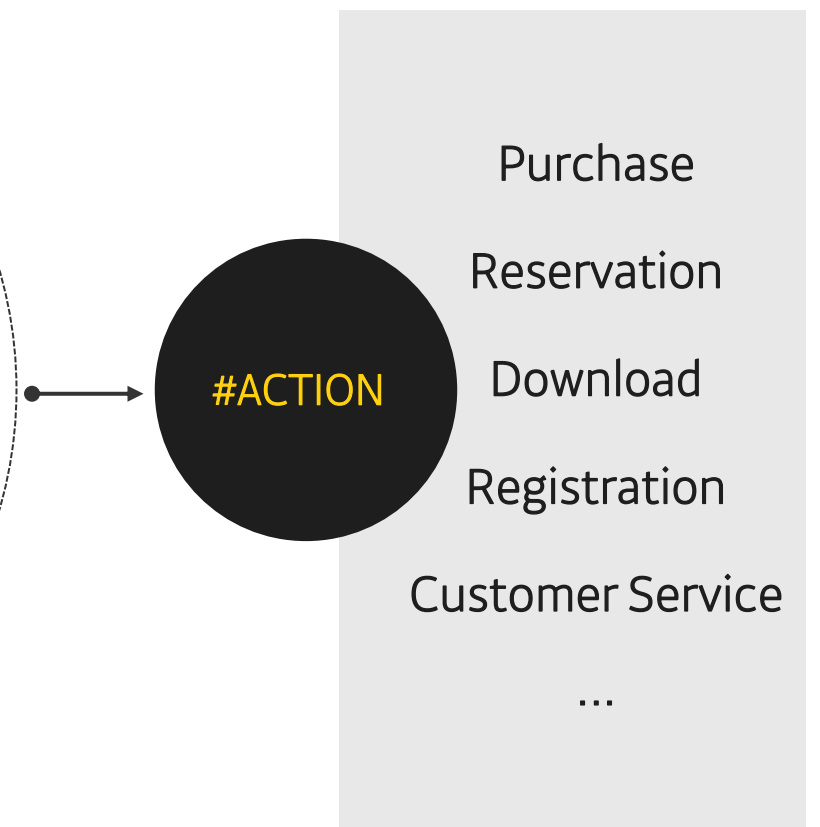 #ACTION
Purchase
Reservation
Download
Registration
Customer Service
...